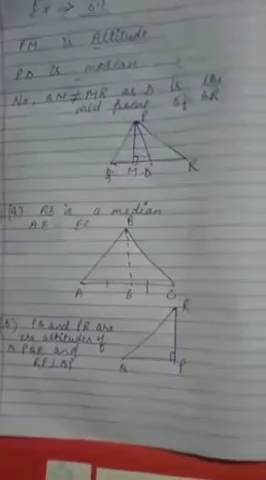 Ex → 6.1
PM is Altitude
PD is median
No, QM ≠ MR as D is the
mid point of QR
P
Q M D R
(a) BE is a median
AE = EC
B
A E C
(b) PQ and PR are
the altitudes of
Δ PQR and
RP ⊥ QP
R
Q P